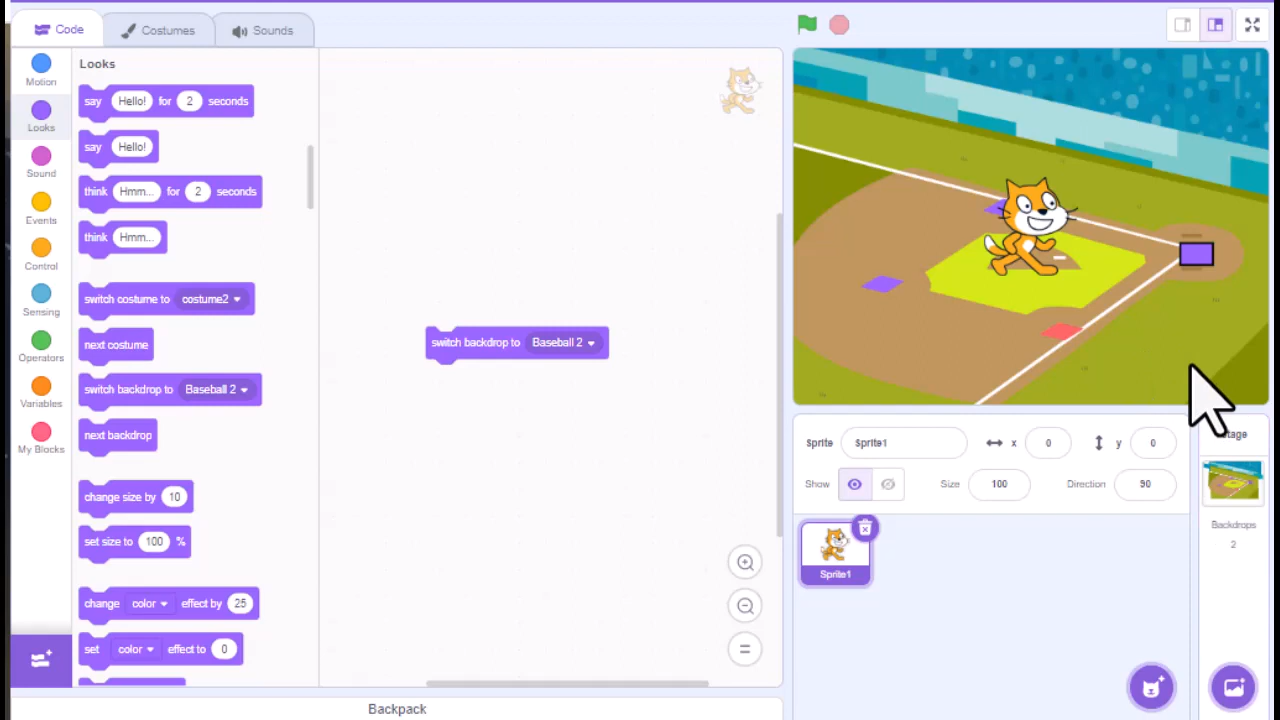 Code Costumes Sounds
Motion
Looks
Sound
Events
Control
Sensing
Operators
Variables
My Blocks
Looks
say Hello! for 2 seconds
say Hello!
think Hmm... for 2 seconds
think Hmm...
switch costume to costume2
next costume
switch backdrop to Baseball 2
next backdrop
change size by 10
set size to 100 %
change color effect by 25
set color effect to 0
switch backdrop to Baseball 2
Backpack
Sprite Sprite1 x 0 y 0
Show Size 100 Direction 90
Sprite1
Backdrops
2